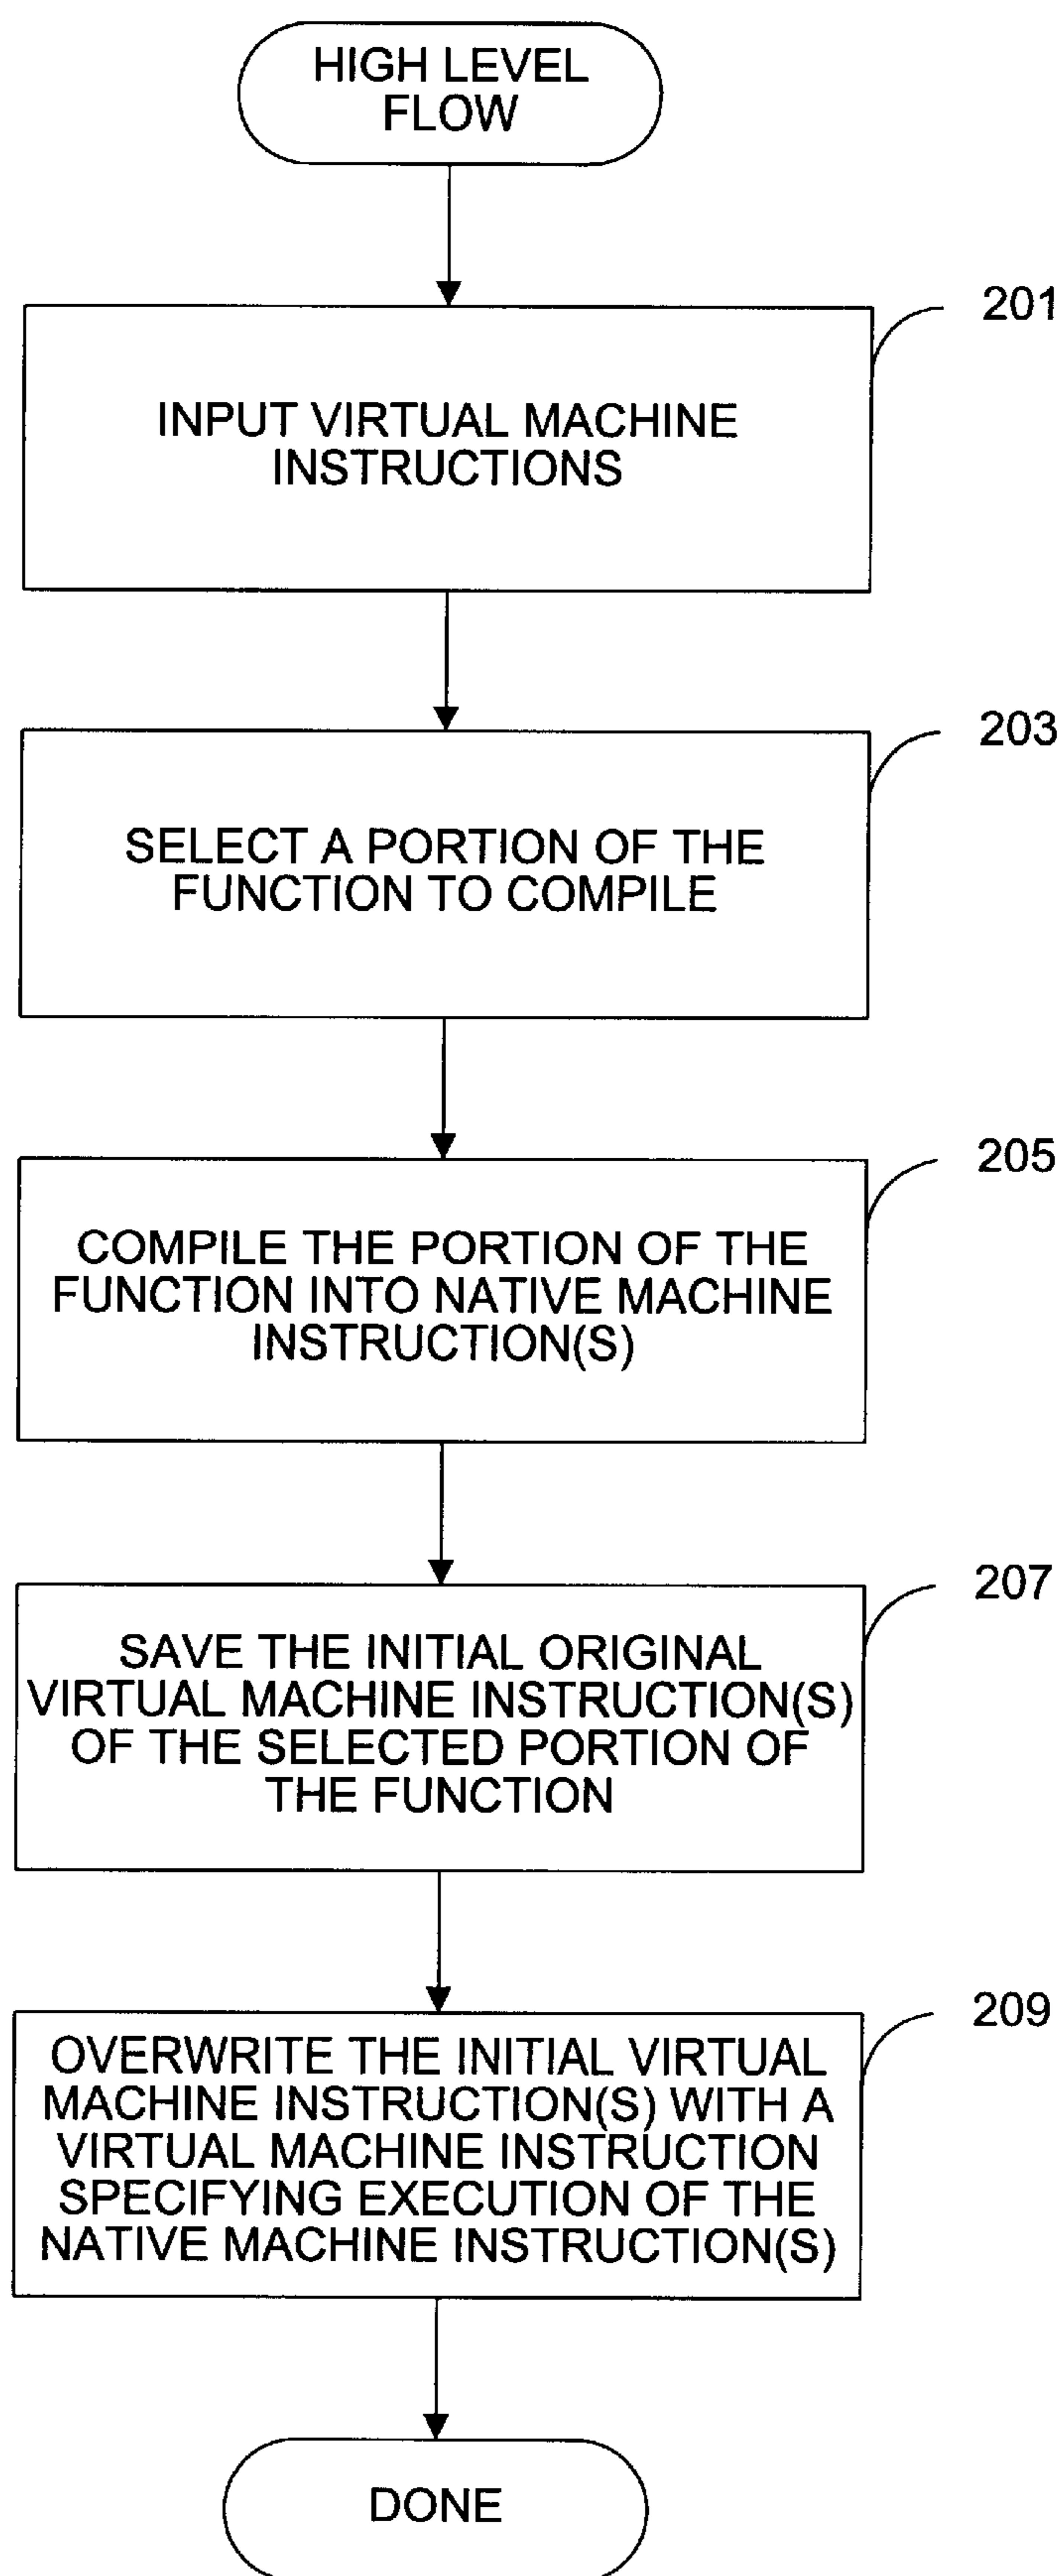 HIGH LEVEL
FLOW
201
INPUT VIRTUAL MACHINE
INSTRUCTIONS
203
SELECT A PORTION OF THE
FUNCTION TO COMPILE
205
COMPILE THE PORTION OF THE
FUNCTION INTO NATIVE MACHINE
INSTRUCTION(S)
207
SAVE THE INITIAL ORIGINAL
VIRTUAL MACHINE INSTRUCTION(S)
OF THE SELECTED PORTION OF
THE FUNCTION
209
OVERWRITE THE INITIAL VIRTUAL
MACHINE INSTRUCTION(S) WITH A
VIRTUAL MACHINE INSTRUCTION
SPECIFYING EXECUTION OF THE
NATIVE MACHINE INSTRUCTION(S)
DONE